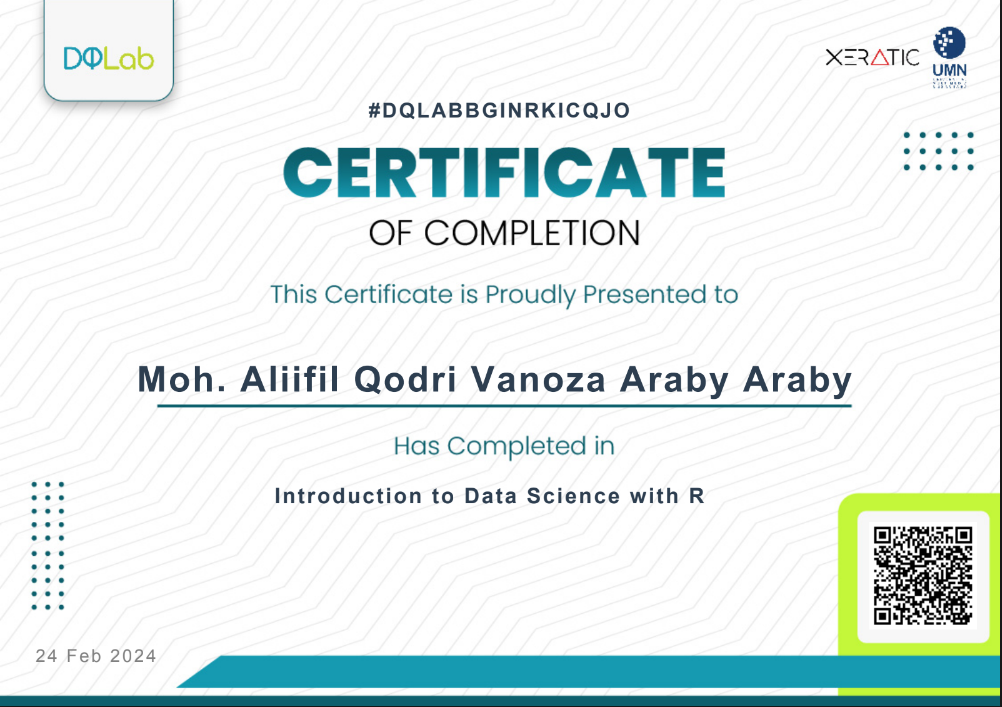 DQLab
XERATIC
UMN
#DQLABBGINRKICQJO
CERTIFICATE
OF COMPLETION
This Certificate is Proudly Presented to
Moh. Aliifil Qodri Vanoza Araby Araby
Has Completed in
Introduction to Data Science with R
24 Feb 2024